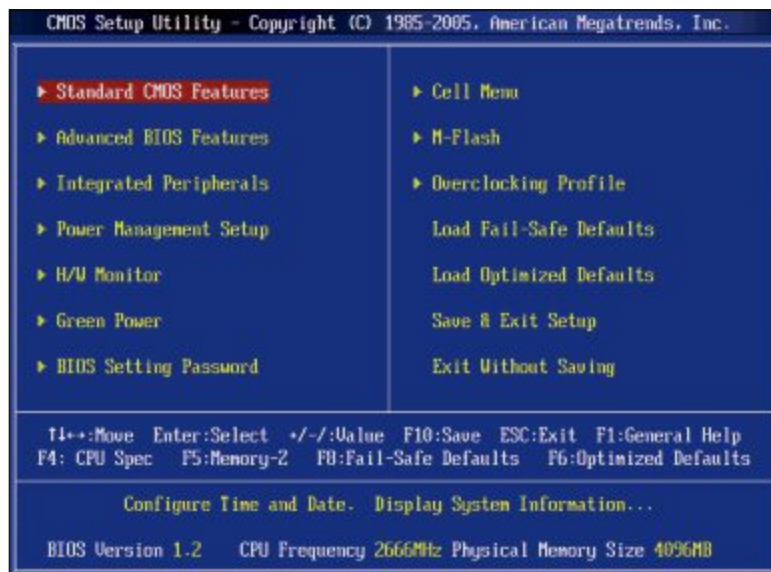 CMOS Setup Utility - Copyright (C) 1985-2005, American Megatrends, Inc.
▸ Standard CMOS Features
▸ Advanced BIOS Features
▸ Integrated Peripherals
▸ Power Management Setup
▸ H/W Monitor
▸ Green Power
▸ BIOS Setting Password
▸ Cell Menu
▸ M-Flash
▸ Overclocking Profile
Load Fail-Safe Defaults
Load Optimized Defaults
Save & Exit Setup
Exit Without Saving
↑↓←→:Move Enter:Select +/-/:Value F10:Save ESC:Exit F1:General Help
F4: CPU Spec F5:Memory-Z F8:Fail-Safe Defaults F6:Optimized Defaults
Configure Time and Date. Display System Information...
BIOS Version 1.2 CPU Frequency 2666MHz Physical Memory Size 4096MB